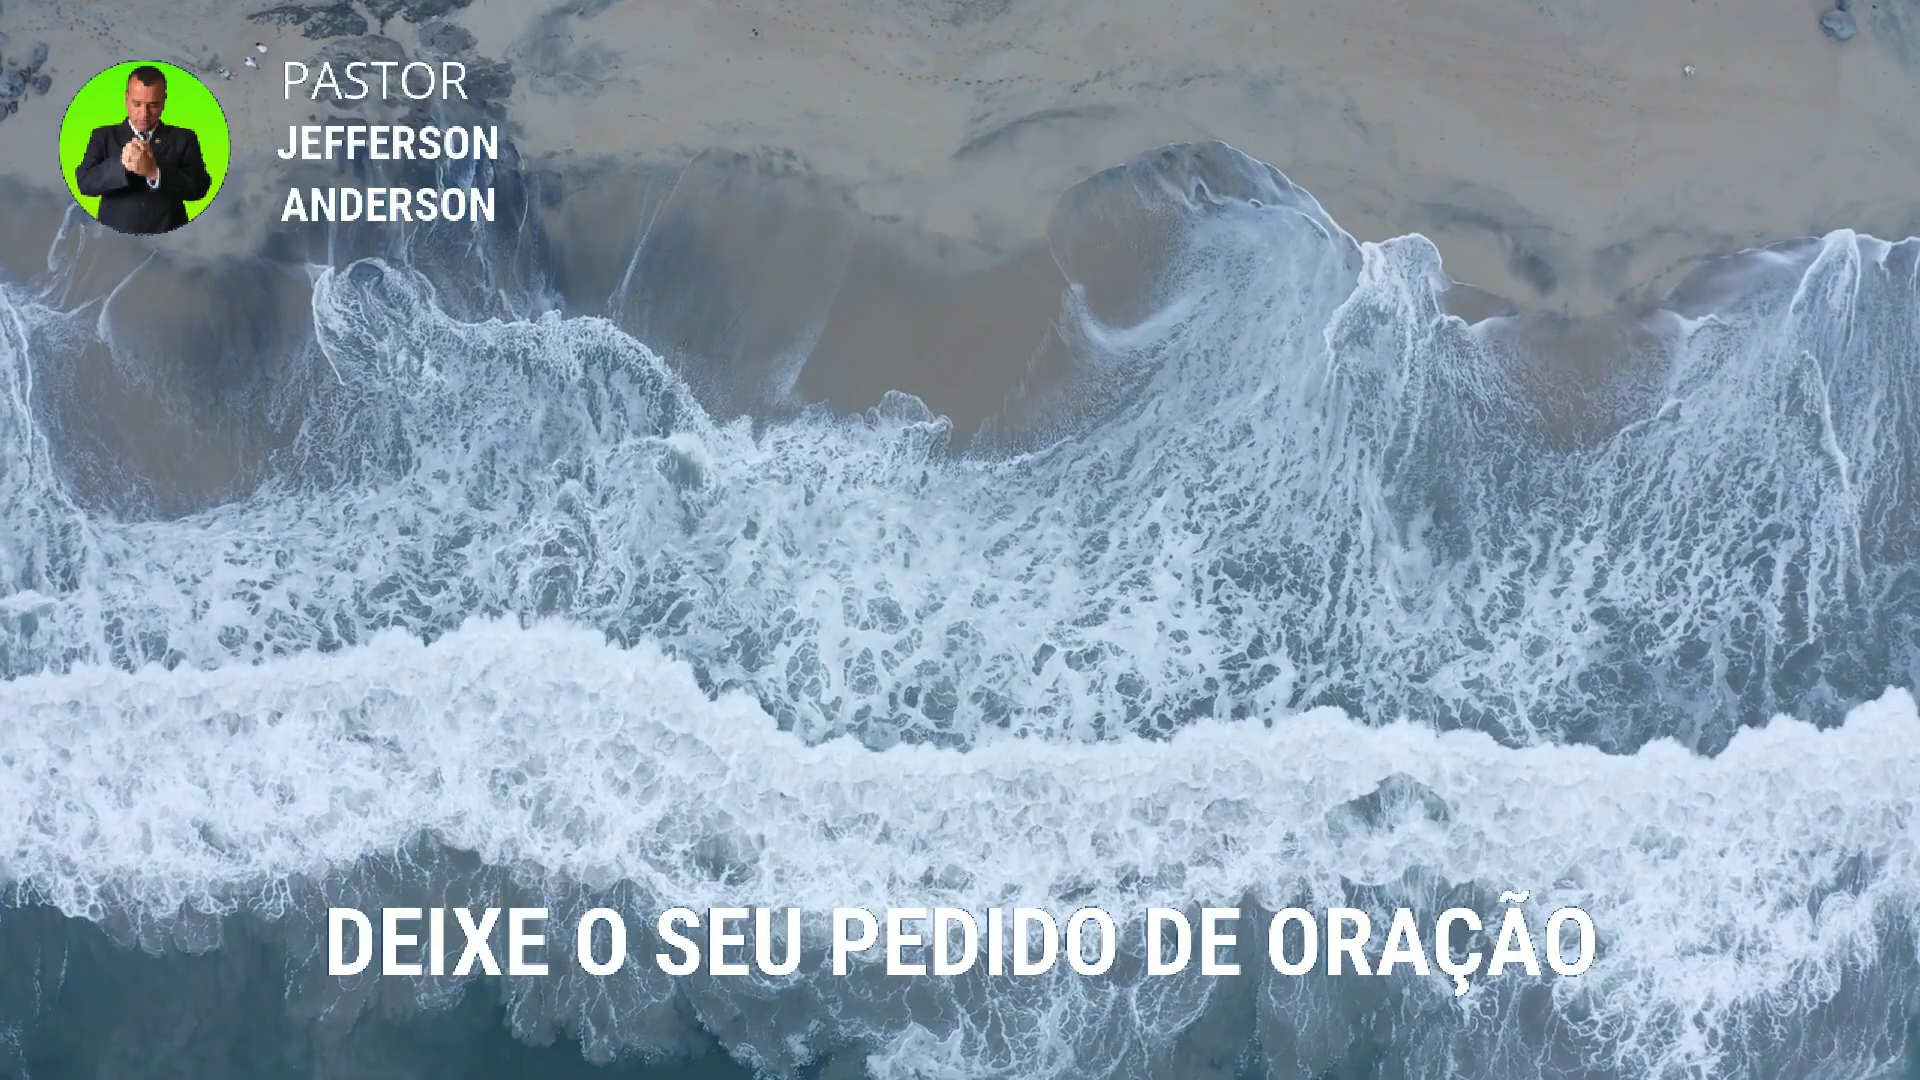 PASTOR
JEFFERSON
ANDERSON
DEIXE O SEU PEDIDO DE ORAÇÃO